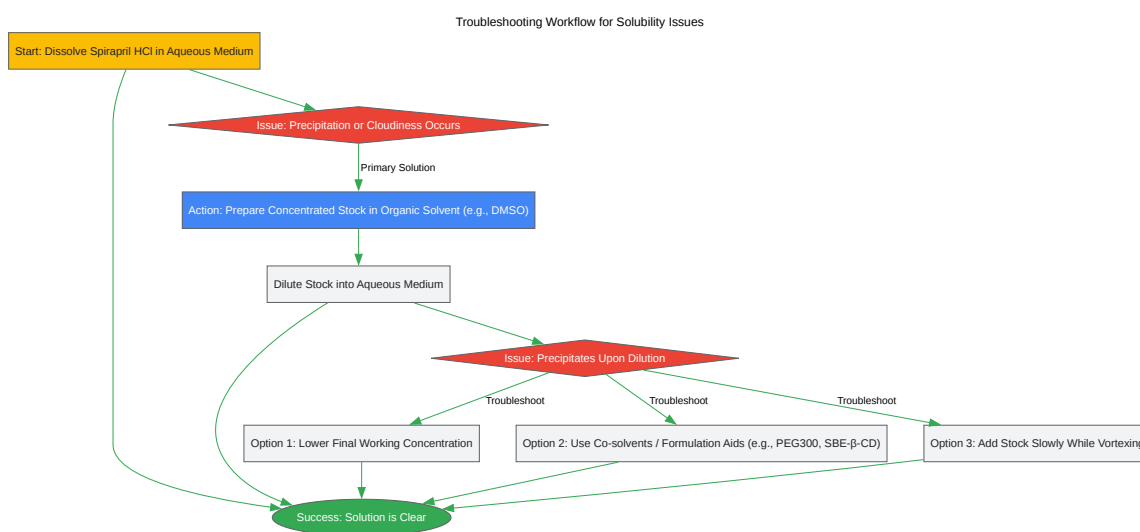 Troubleshooting Workflow for Solubility Issues
Start: Dissolve Spirapril HCl in Aqueous Medium
Issue: Precipitation or Cloudiness Occurs
Primary Solution
Action: Prepare Concentrated Stock in Organic Solvent (e.g., DMSO)
Dilute Stock into Aqueous Medium
Issue: Precipitates Upon Dilution
Troubleshoot
Troubleshoot
Troubleshoot
Option 1: Lower Final Working Concentration
Option 2: Use Co-solvents / Formulation Aids (e.g., PEG300, SBE-β-CD)
Option 3: Add Stock Slowly While Vortexing
Success: Solution is Clear